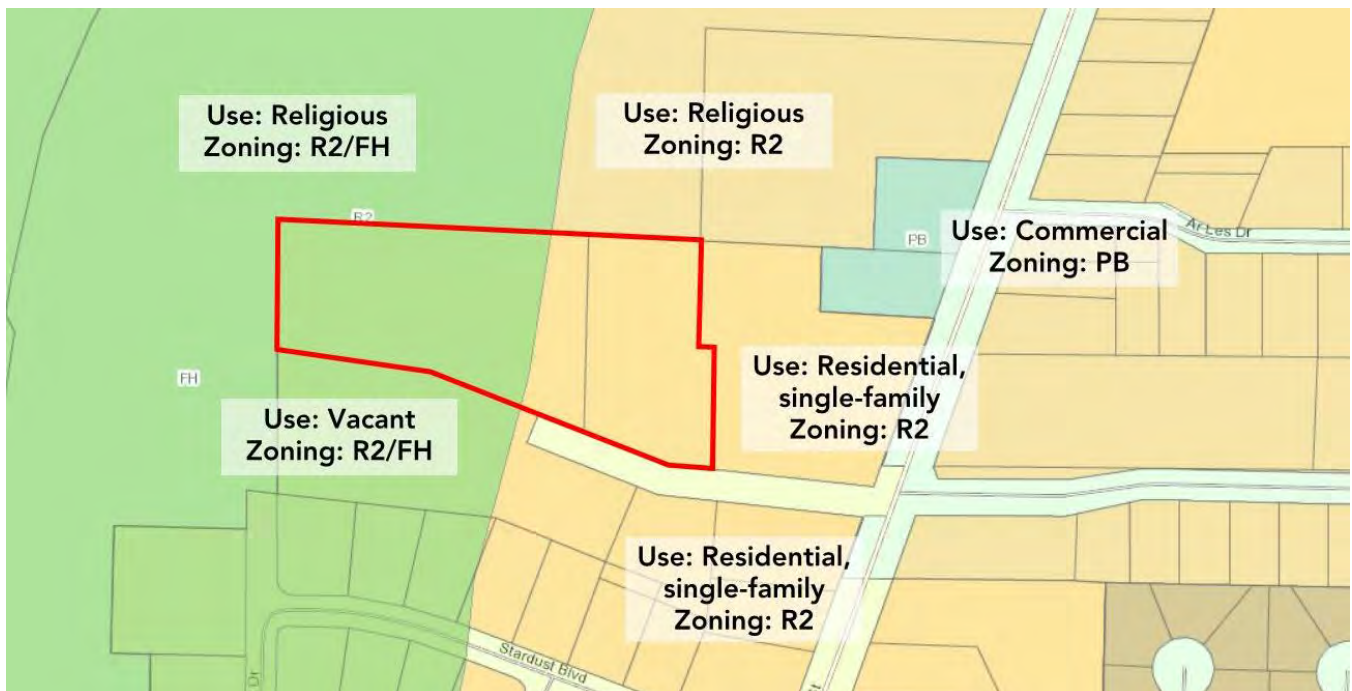 Use: Religious
Zoning: R2/FH
Use: Religious
Zoning: R2
R2
PB
Use: Commercial
Zoning: PB
Ar Les Dr
FH
Use: Residential,
single-family
Zoning: R2
Use: Vacant
Zoning: R2/FH
Use: Residential,
single-family
Zoning: R2
Stardust Blvd
Dr